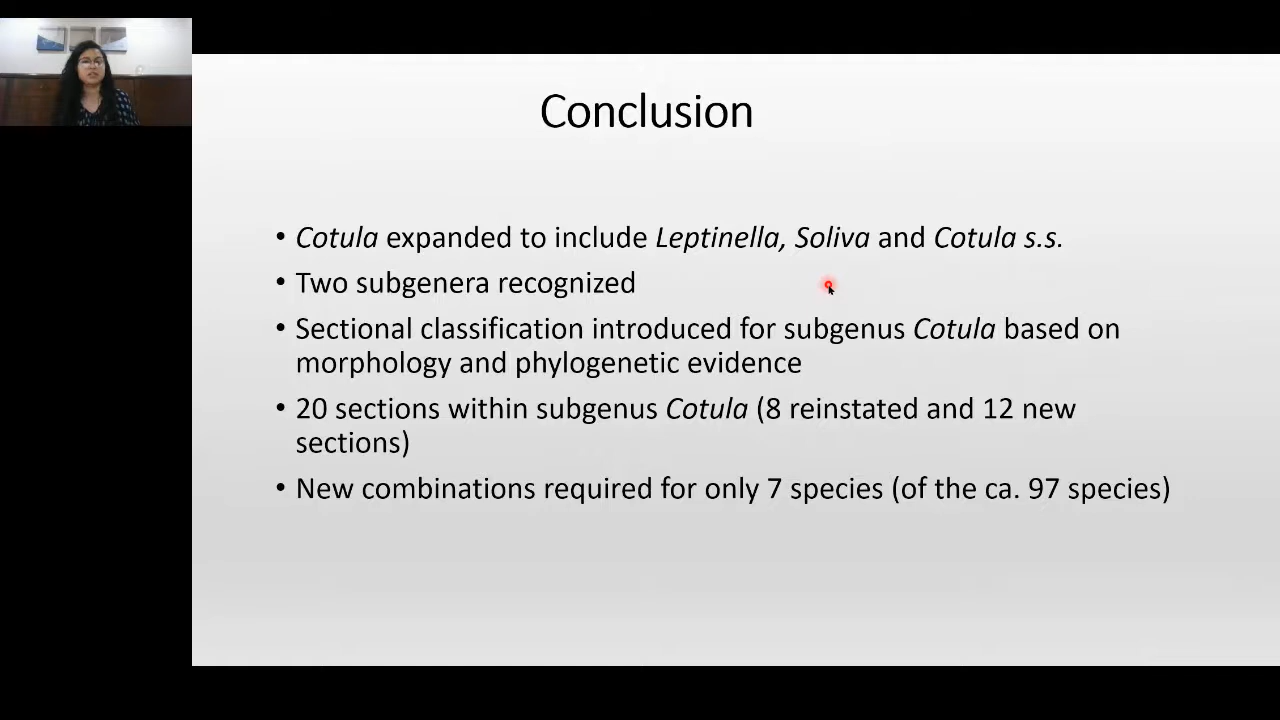 Conclusion
• Cotula expanded to include Leptinella, Soliva and Cotula s.s.
• Two subgenera recognized
• Sectional classification introduced for subgenus Cotula based on
morphology and phylogenetic evidence
• 20 sections within subgenus Cotula (8 reinstated and 12 new
sections)
• New combinations required for only 7 species (of the ca. 97 species)